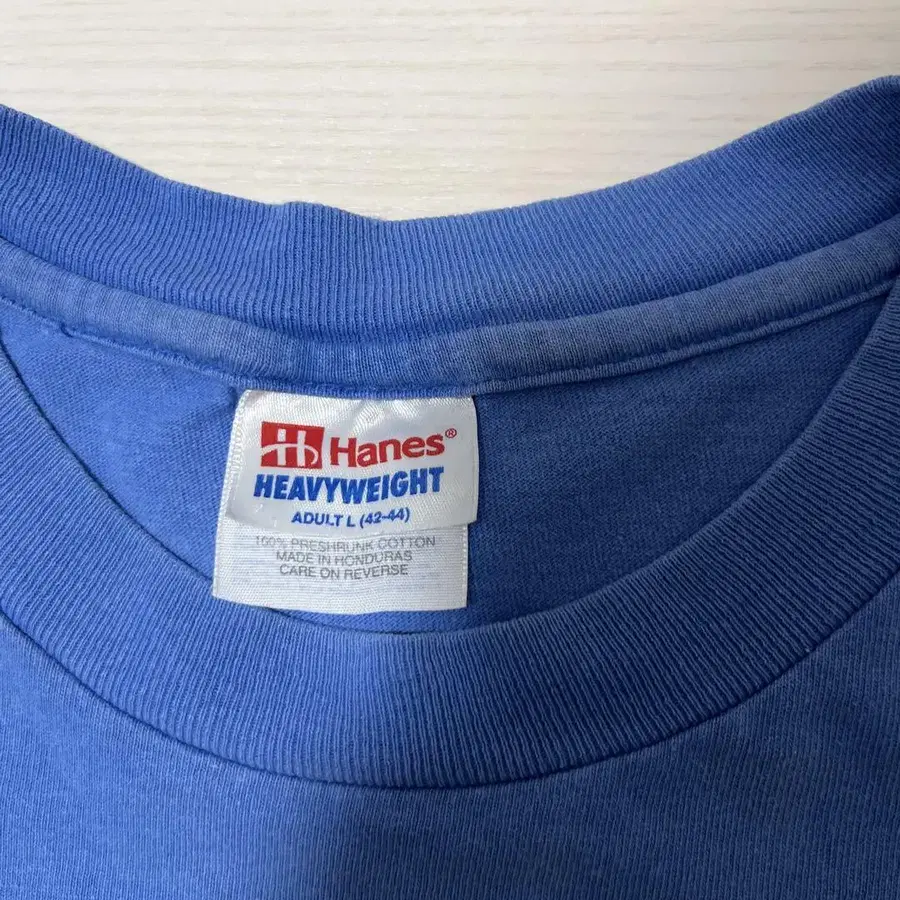 Hanes®
HEAVYWEIGHT
ADULT L (42-44)
100% PRESHRUNK COTTON
MADE IN HONDURAS
CARE ON REVERSE